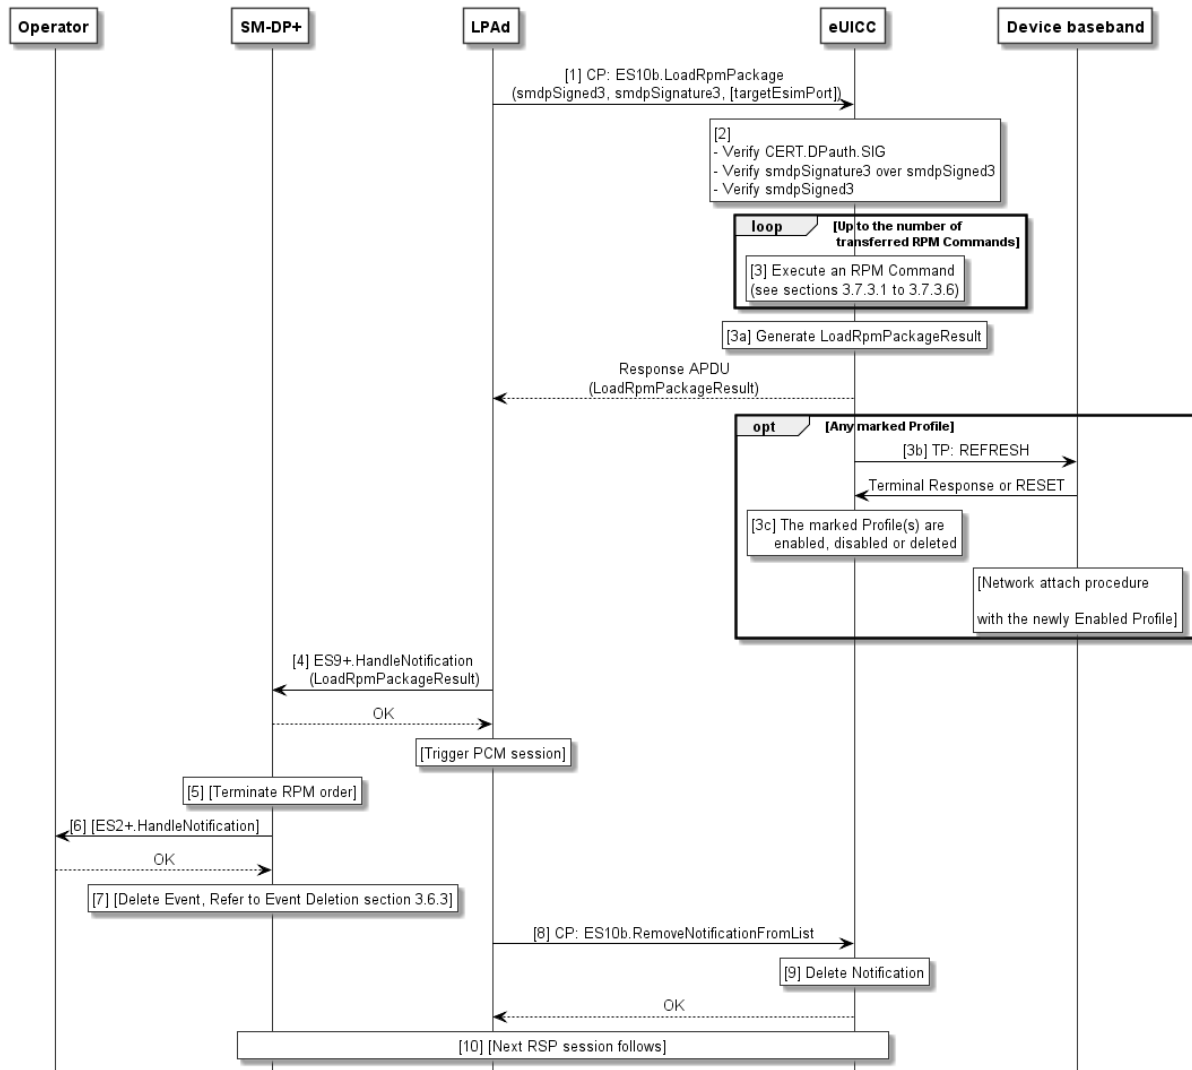 Operator
SM-DP+
LPAd
eUICC
Device baseband
[1] CP: ES10b.LoadRpmPackage
(smdpSigned3, smdpSignature3, [targetEsimPort])
[2]
- Verify CERT.DPauth.SIG
- Verify smdpSignature3 over smdpSigned3
- Verify smdpSigned3
loop
[Up to the number of
transferred RPM Commands]
[3] Execute an RPM Command
(see sections 3.7.3.1 to 3.7.3.6)
[3a] Generate LoadRpmPackageResult
Response APDU
(LoadRpmPackageResult)
opt
[Any marked Profile]
[3b] TP: REFRESH
Terminal Response or RESET
[3c] The marked Profile(s) are
enabled, disabled or deleted
[Network attach procedure
with the newly Enabled Profile]
[4] ES9+.HandleNotification
(LoadRpmPackageResult)
OK
[Trigger PCM session]
[5] [Terminate RPM order]
[6] [ES2+.HandleNotification]
OK
[7] [Delete Event, Refer to Event Deletion section 3.6.3]
[8] CP: ES10b.RemoveNotificationFromList
[9] Delete Notification
OK
[10] [Next RSP session follows]